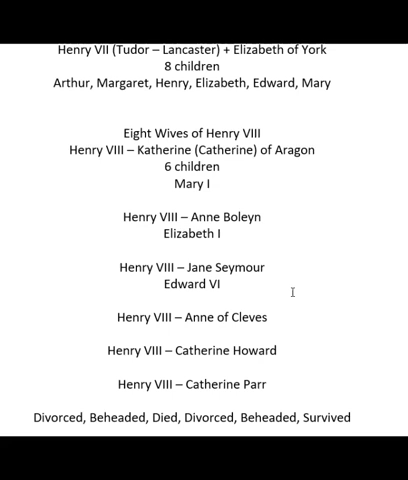 Henry VII (Tudor – Lancaster) + Elizabeth of York
8 children
Arthur, Margaret, Henry, Elizabeth, Edward, Mary
Eight Wives of Henry VIII
Henry VIII – Katherine (Catherine) of Aragon
6 children
Mary I
Henry VIII – Anne Boleyn
Elizabeth I
Henry VIII – Jane Seymour
Edward VI
Henry VIII – Anne of Cleves
Henry VIII – Catherine Howard
Henry VIII – Catherine Parr
Divorced, Beheaded, Died, Divorced, Beheaded, Survived